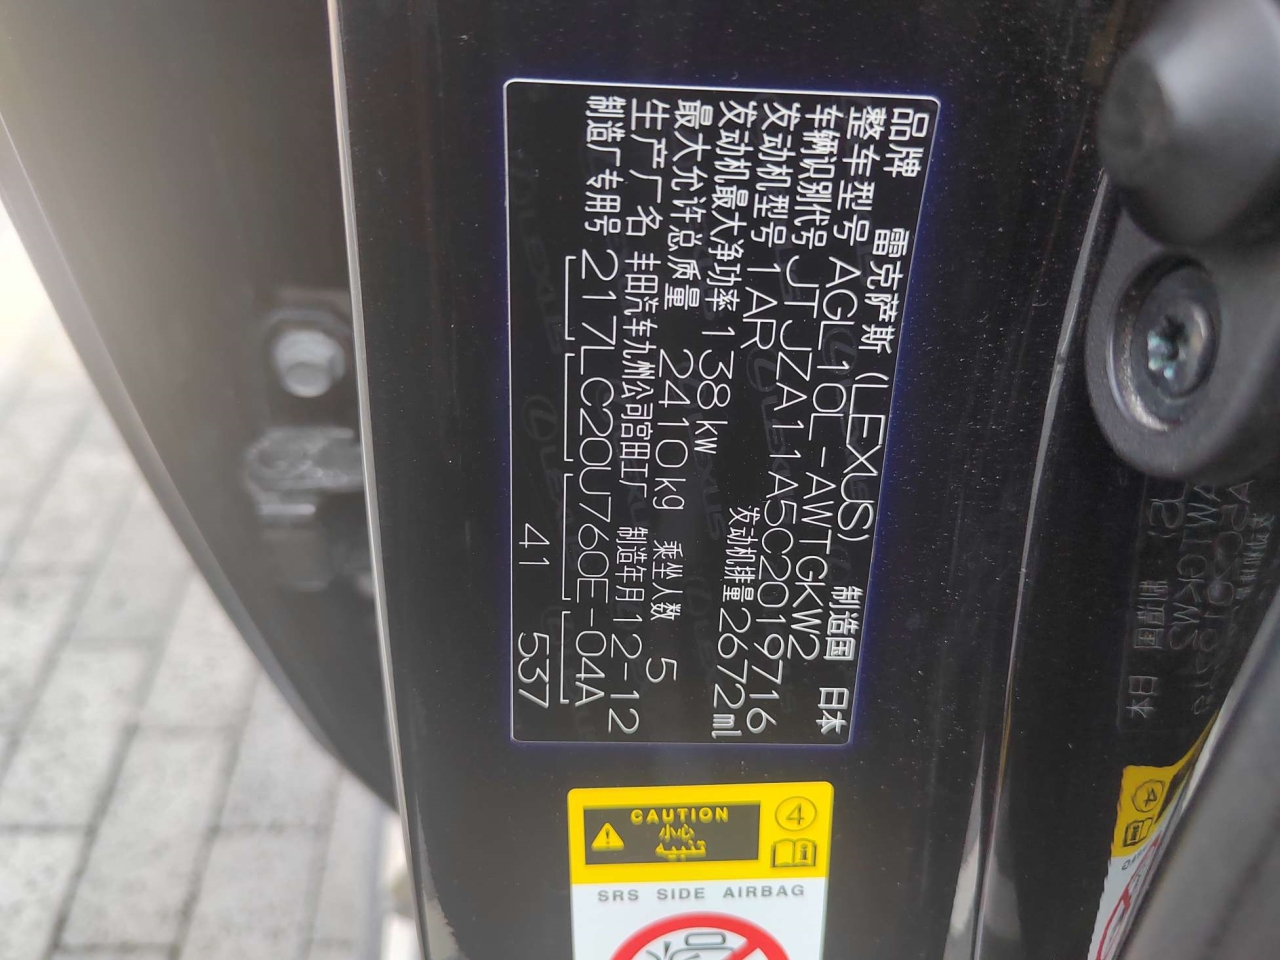 品牌 雷克萨斯 (LEXUS) 制造国 日本
整车型号 AGL10L-AWTGKW2
车辆识别代号 JTJZA11A5C2019716
发动机型号 1AR 发动机排量 2672ml
发动机最大净功率 138kw
最大允许总质量 2410kg 乘坐人数 5
生产厂名 丰田汽车九州公司宫田工厂 制造年月 12-12
制造厂专用号 217LC20U760E-04A
41 537
CAUTION
小心
4
i
SRS SIDE AIRBAG